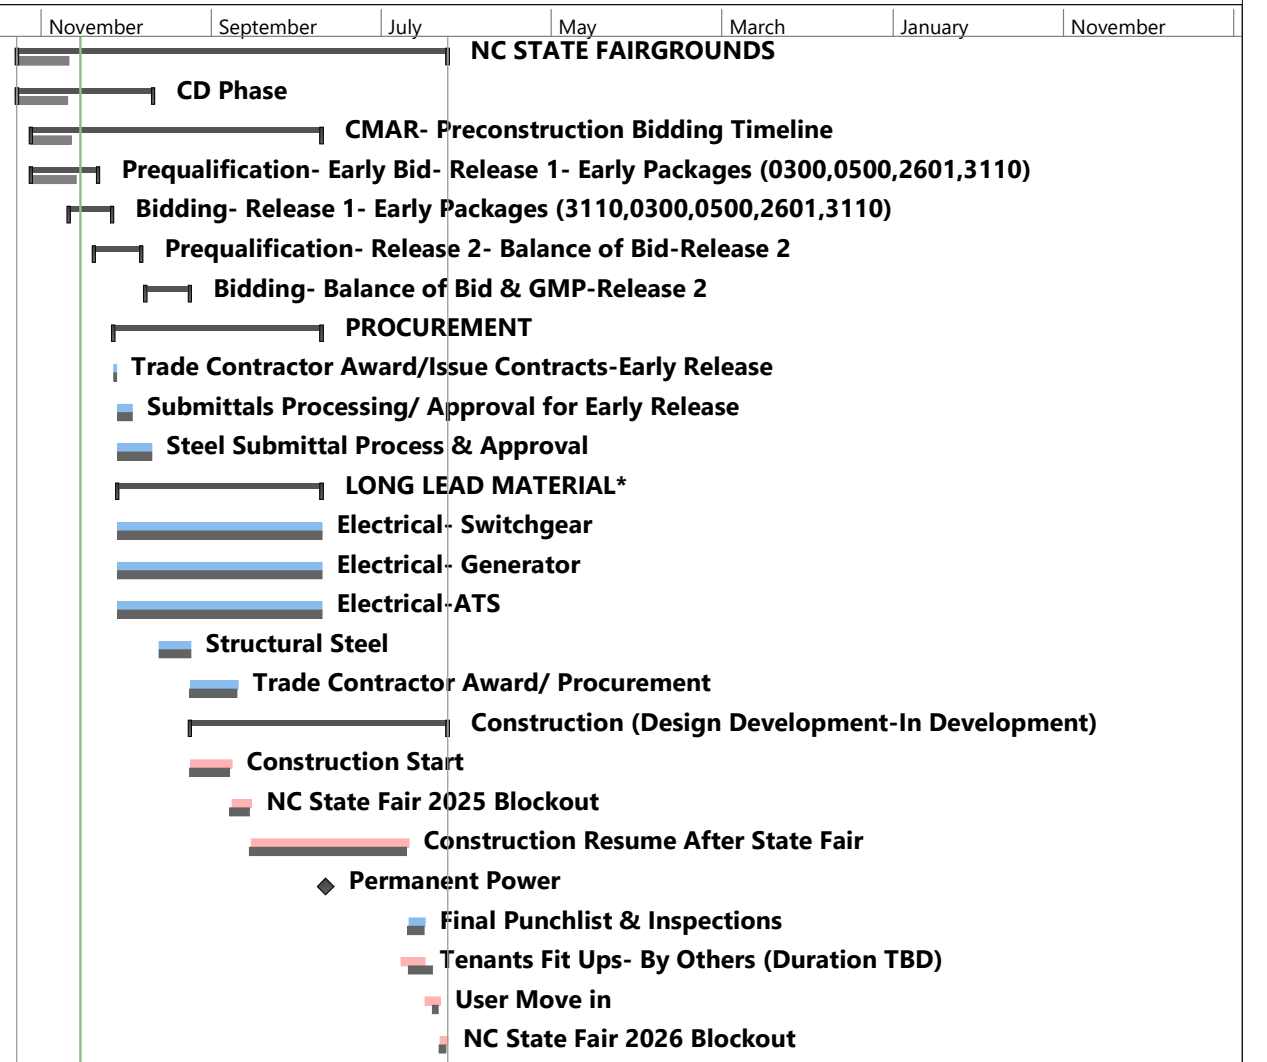 November September July May March January November
NC STATE FAIRGROUNDS
CD Phase
CMAR- Preconstruction Bidding Timeline
Prequalification- Early Bid- Release 1- Early Packages (0300,0500,2601,3110)
Bidding- Release 1- Early Packages (3110,0300,0500,2601,3110)
Prequalification- Release 2- Balance of Bid-Release 2
Bidding- Balance of Bid & GMP-Release 2
PROCUREMENT
Trade Contractor Award/Issue Contracts-Early Release
Submittals Processing/ Approval for Early Release
Steel Submittal Process & Approval
LONG LEAD MATERIAL*
Electrical- Switchgear
Electrical- Generator
Electrical-ATS
Structural Steel
Trade Contractor Award/ Procurement
Construction (Design Development-In Development)
Construction Start
NC State Fair 2025 Blockout
Construction Resume After State Fair
Permanent Power
Final Punchlist & Inspections
Tenants Fit Ups- By Others (Duration TBD)
User Move in
NC State Fair 2026 Blockout